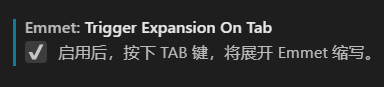 Emmet: Trigger Expansion On Tab
启用后，按下 TAB 键，将展开 Emmet 缩写。